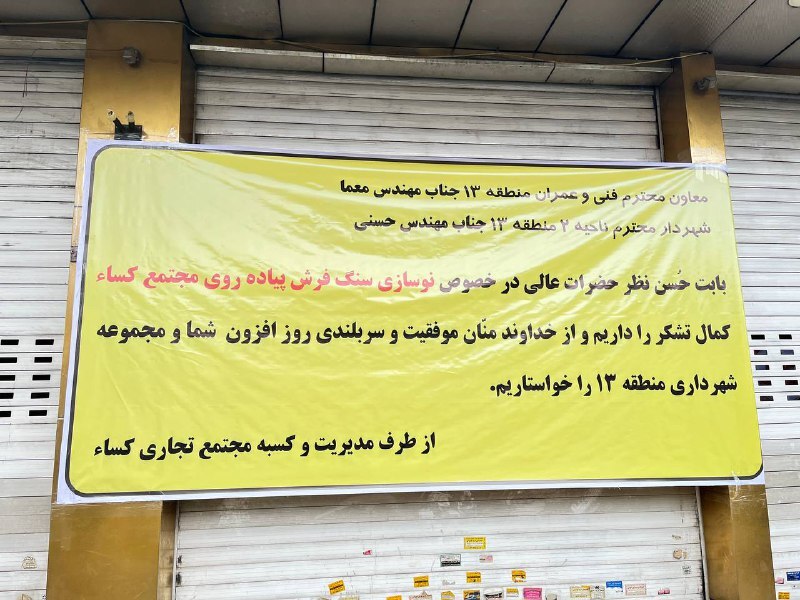 معاون محترم فنی و عمران منطقه ۱۳ جناب مهندس معما
شهردار محترم ناحیه ۲ منطقه ۱۳ جناب مهندس حسنی
بابت حُسن نظر حضرات عالی در خصوص نوسازی سنگ فرش پیاده روی مجتمع کساء
کمال تشکر را داریم و از خداوند منّان موفقیت و سربلندی روز افزون شما و مجموعه
شهرداری منطقه ۱۳ را خواستاریم.
از طرف مدیریت و کسبه مجتمع تجاری کساء